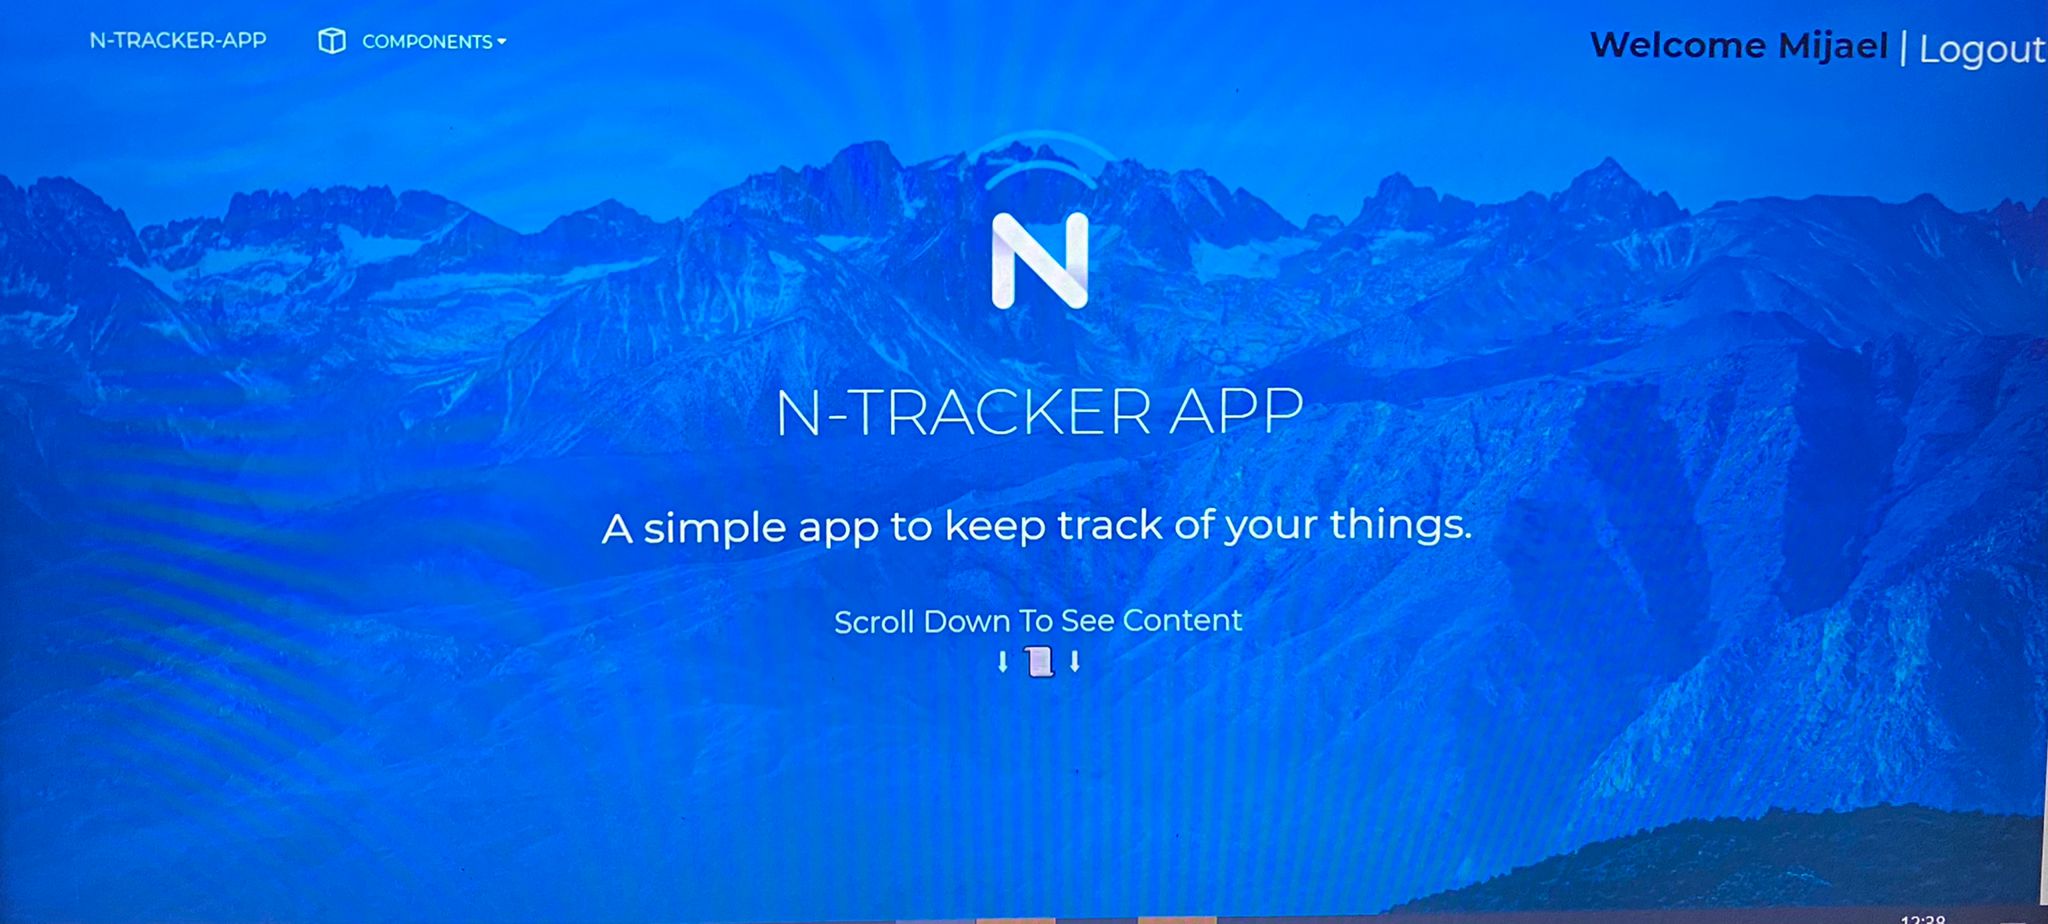 N-TRACKER-APP COMPONENTS Welcome Mijael | Logout
N
N-TRACKER APP
A simple app to keep track of your things.
Scroll Down To See Content
⬇ 📜 ⬇
12:38